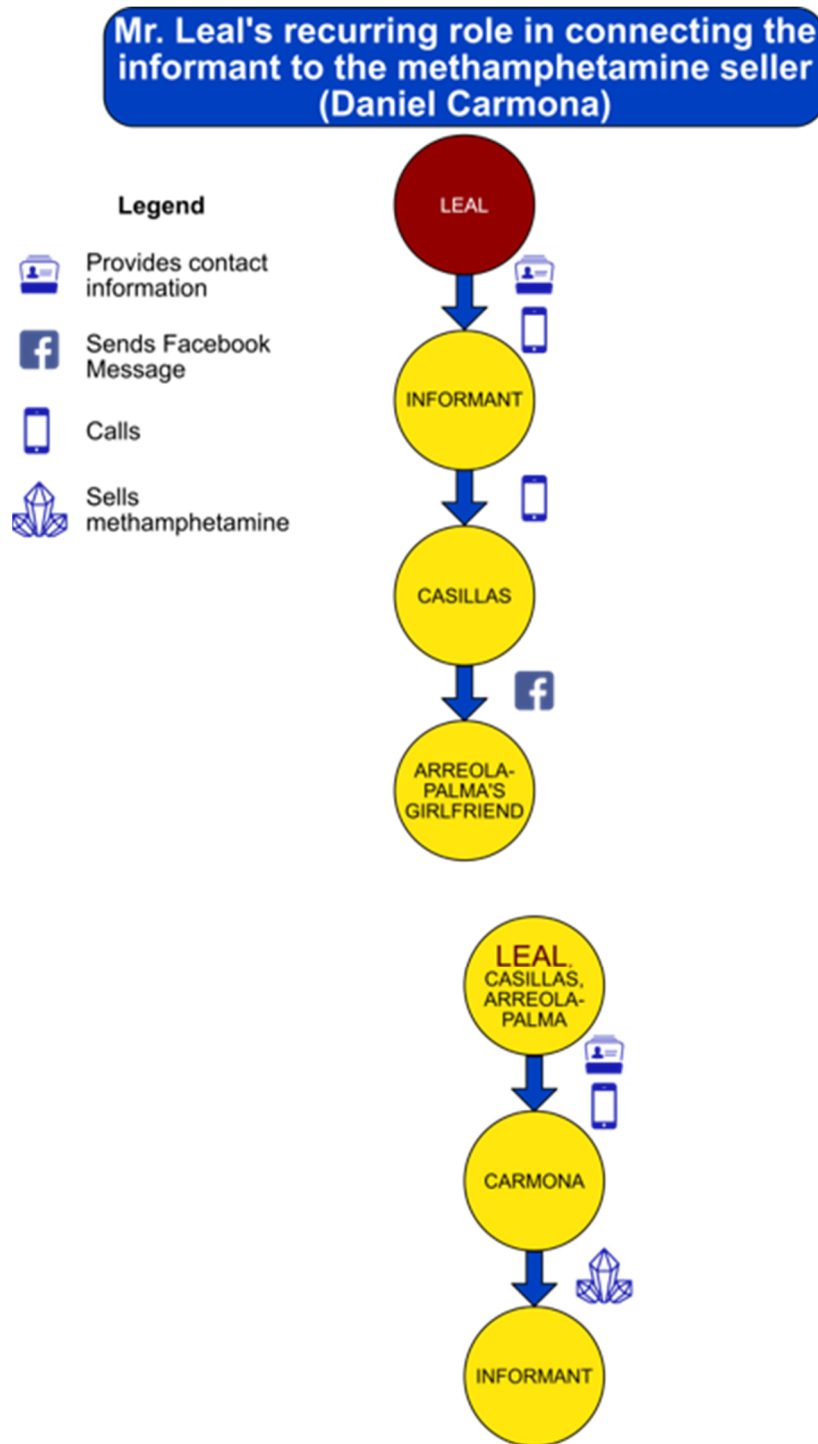 Mr. Leal's recurring role in connecting the
informant to the methamphetamine seller
(Daniel Carmona)
Legend
Provides contact
information
Sends Facebook
Message
Calls
Sells
methamphetamine
LEAL
INFORMANT
CASILLAS
ARREOLA-
PALMA'S
GIRLFRIEND
LEAL,
CASILLAS,
ARREOLA-
PALMA
CARMONA
INFORMANT